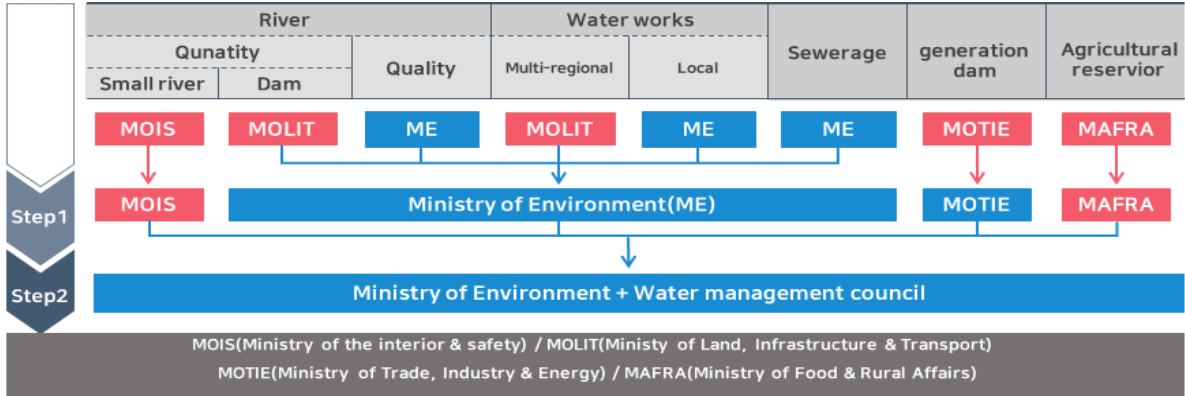 River
Water works
Sewerage
generation
dam
Agricultural
reservior
Qunatity
Quality
Multi-regional
Local
Small river
Dam
MOIS
MOLIT
ME
MOLIT
ME
ME
MOTIE
MAFRA
Step1
MOIS
Ministry of Environment(ME)
MOTIE
MAFRA
Step2
Ministry of Environment + Water management council
MOIS(Ministry of the interior & safety) / MOLIT(Ministy of Land, Infrastructure & Transport)
MOTIE(Ministry of Trade, Industry & Energy) / MAFRA(Ministry of Food & Rural Affairs)